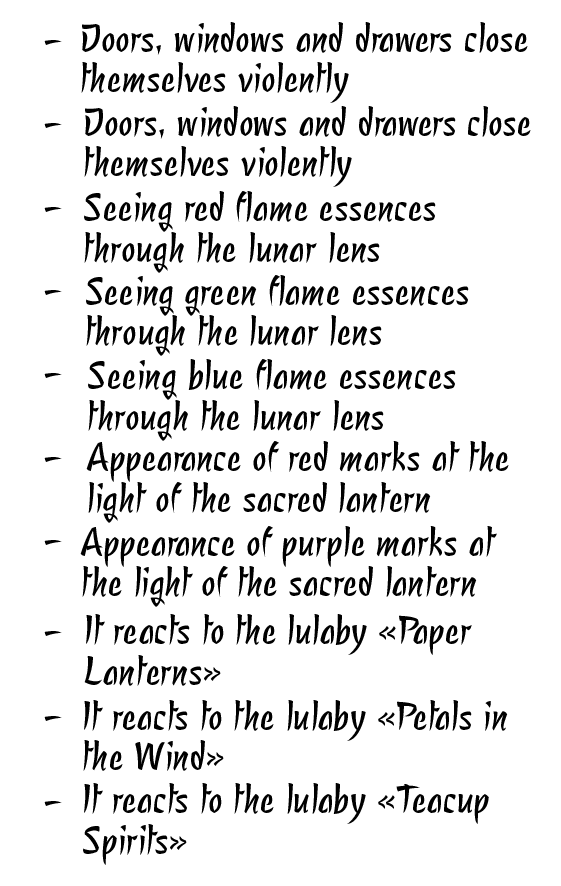 - Doors, windows and drawers close
themselves violently
- Doors, windows and drawers close
themselves violently
- Seeing red flame essences
through the lunar lens
- Seeing green flame essences
through the lunar lens
- Seeing blue flame essences
through the lunar lens
- Appearance of red marks at the
light of the sacred lantern
- Appearance of purple marks at
the light of the sacred lantern
- It reacts to the lulaby «Paper
Lanterns»
- It reacts to the lulaby «Petals in
the Wind»
- It reacts to the lulaby «Teacup
Spirits»